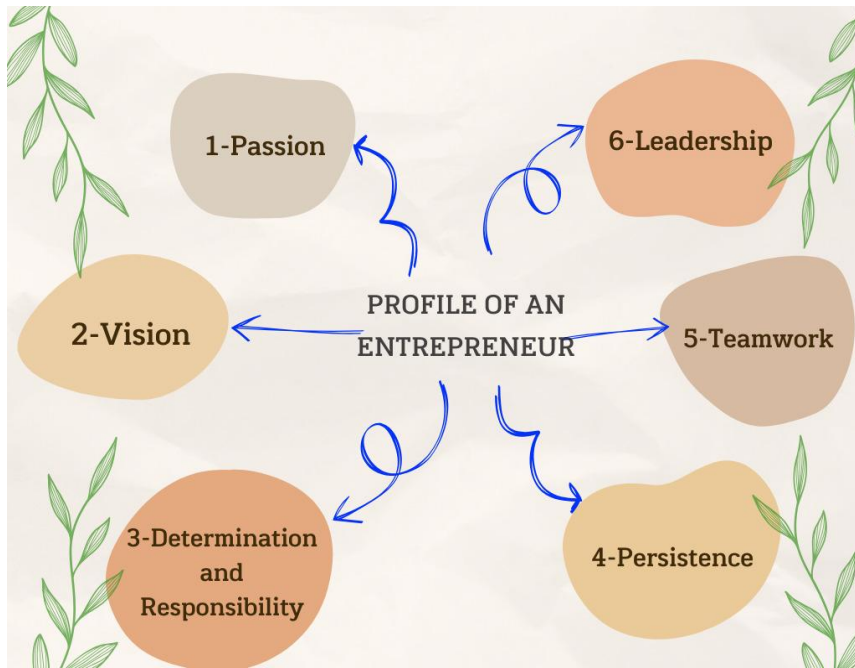 PROFILE OF AN
ENTREPRENEUR
1-Passion
2-Vision
3-Determination
and
Responsibility
4-Persistence
5-Teamwork
6-Leadership